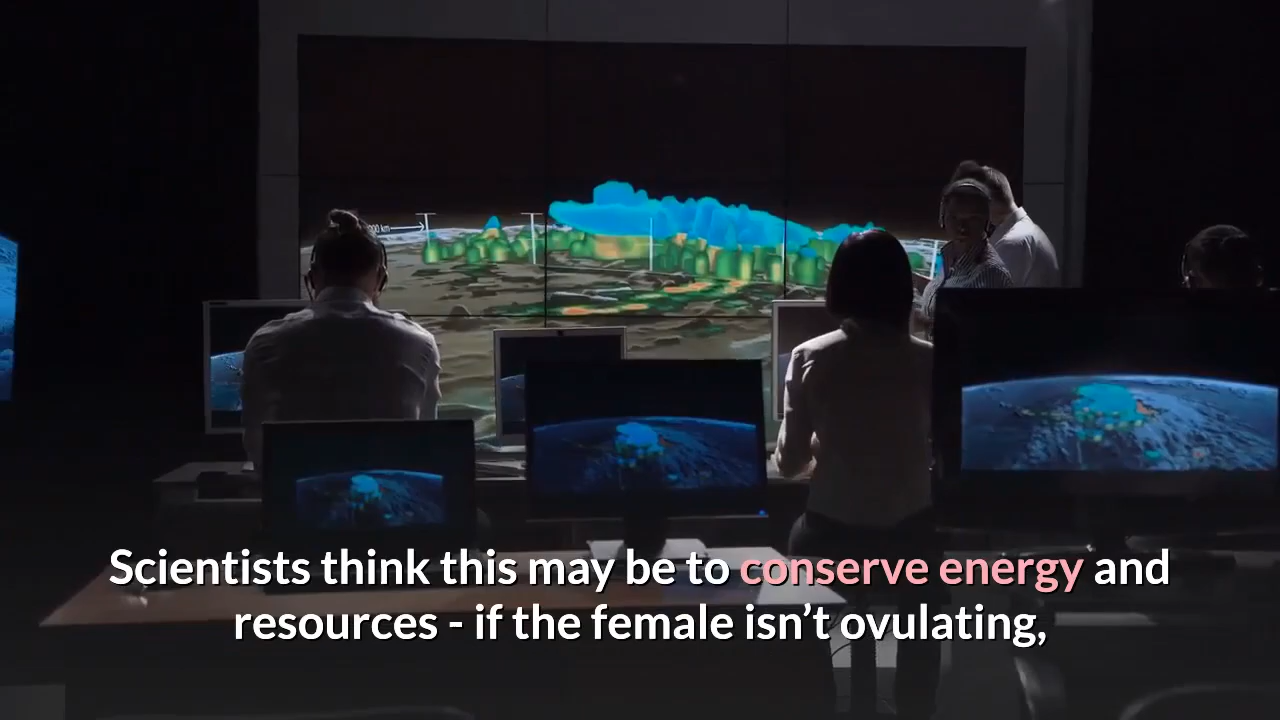 Scientists think this may be to conserve energy and
resources - if the female isn’t ovulating,